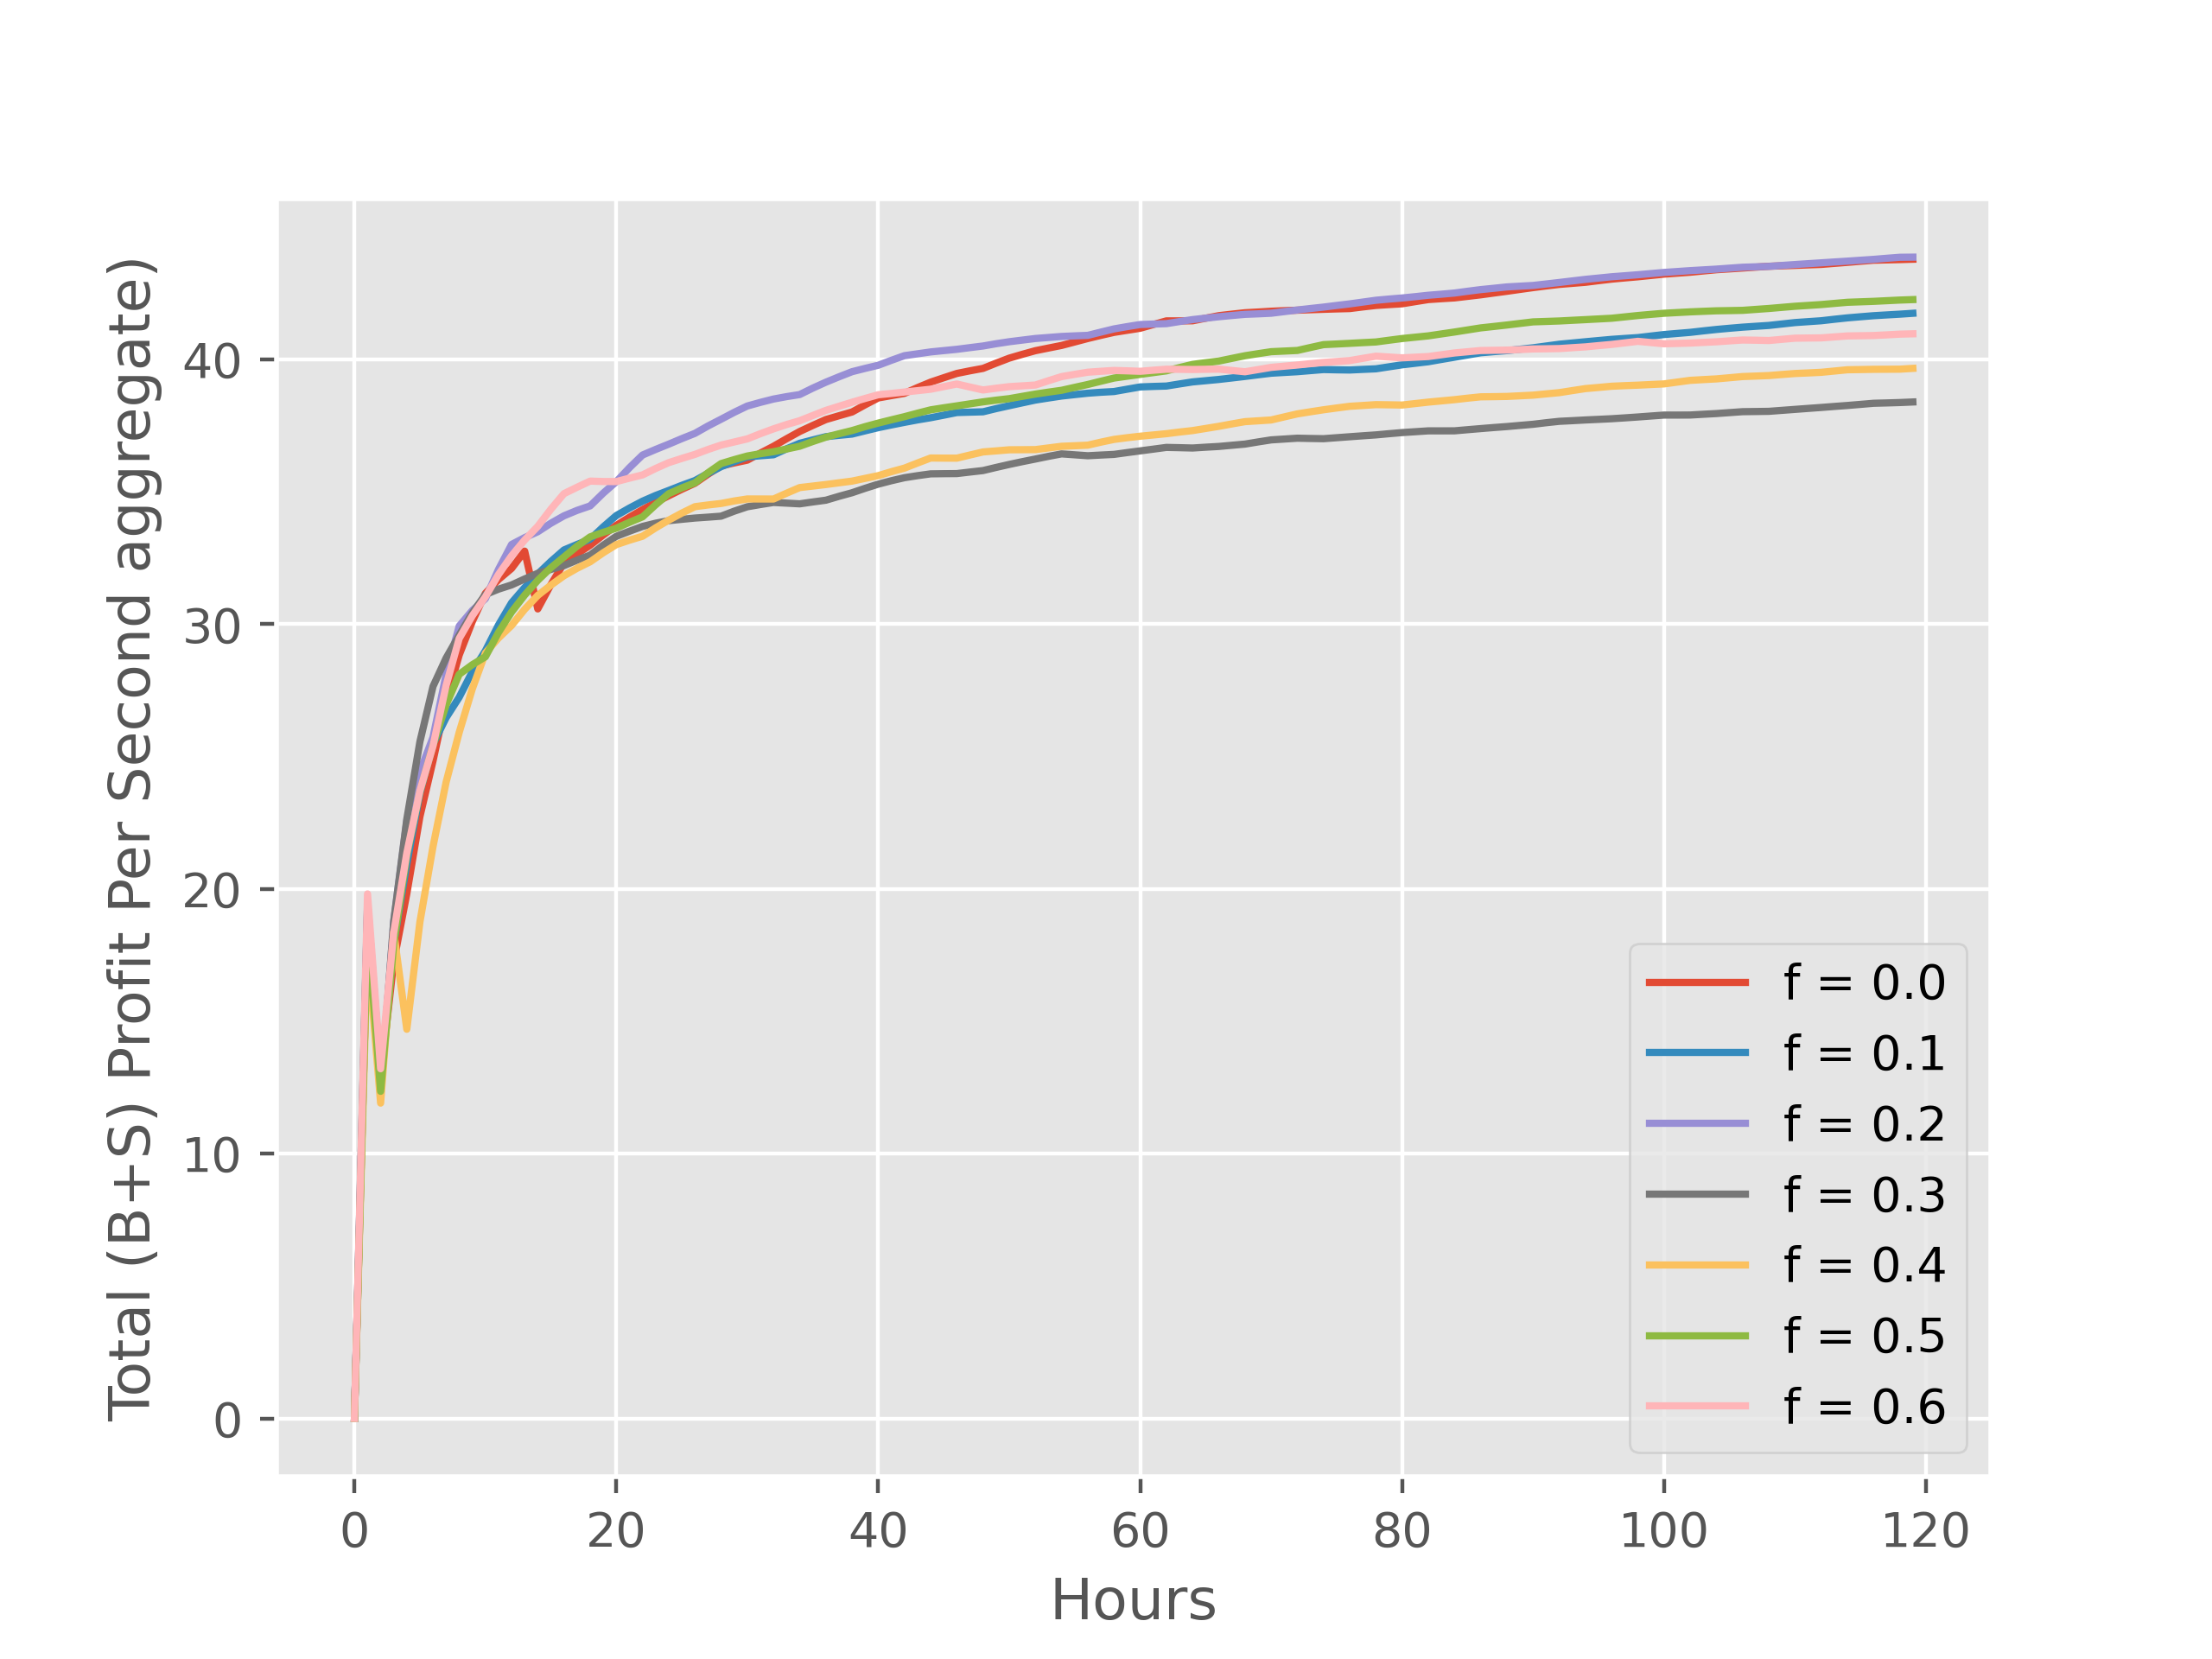 Total (B+S) Profit Per Second aggregate)
40
30
20
10
0
0 20 40 60 80 100 120
Hours
f = 0.0
f = 0.1
f = 0.2
f = 0.3
f = 0.4
f = 0.5
f = 0.6